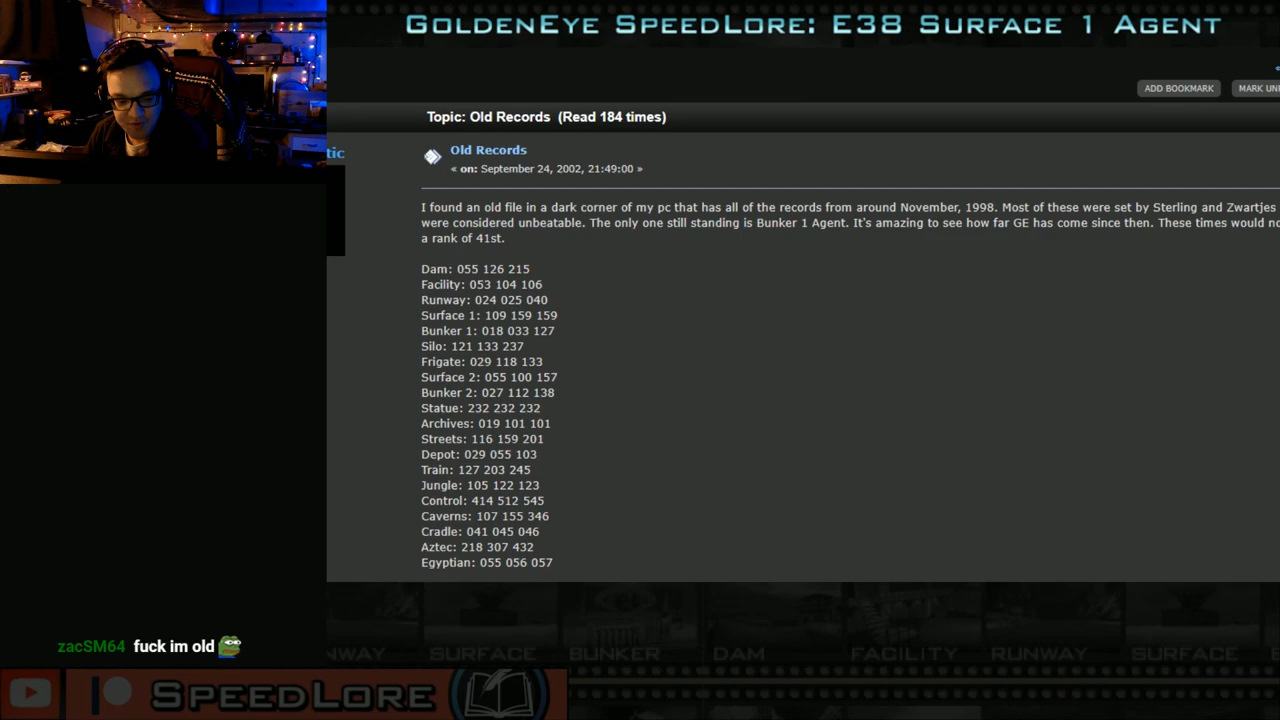 GoldenEye SpeedLore: E38 Surface 1 Agent
ADD BOOKMARK
Topic: Old Records (Read 184 times)
tic
Old Records
« on: September 24, 2002, 21:49:00 »
I found an old file in a dark corner of my pc that has all of the records from around November, 1998. Most of these were set by Sterling and Zwartjes
were considered unbeatable. The only one still standing is Bunker 1 Agent. It's amazing to see how far GE has come since then. These times would
a rank of 41st.
Dam: 055 126 215
Facility: 053 104 106
Runway: 024 025 040
Surface 1: 109 159 159
Bunker 1: 018 033 127
Silo: 121 133 237
Frigate: 029 118 133
Surface 2: 055 100 157
Bunker 2: 027 112 138
Statue: 232 232 232
Archives: 019 101 101
Streets: 116 159 201
Depot: 029 055 103
Train: 127 203 245
Jungle: 105 122 123
Control: 414 512 545
Caverns: 107 155 346
Cradle: 041 045 046
Aztec: 218 307 432
Egyptian: 055 056 057
zacSM64 fuck im old
NWAY SURFACE BUNKER DAM FACILITY RUNWAY SURFACE
SpeedLore